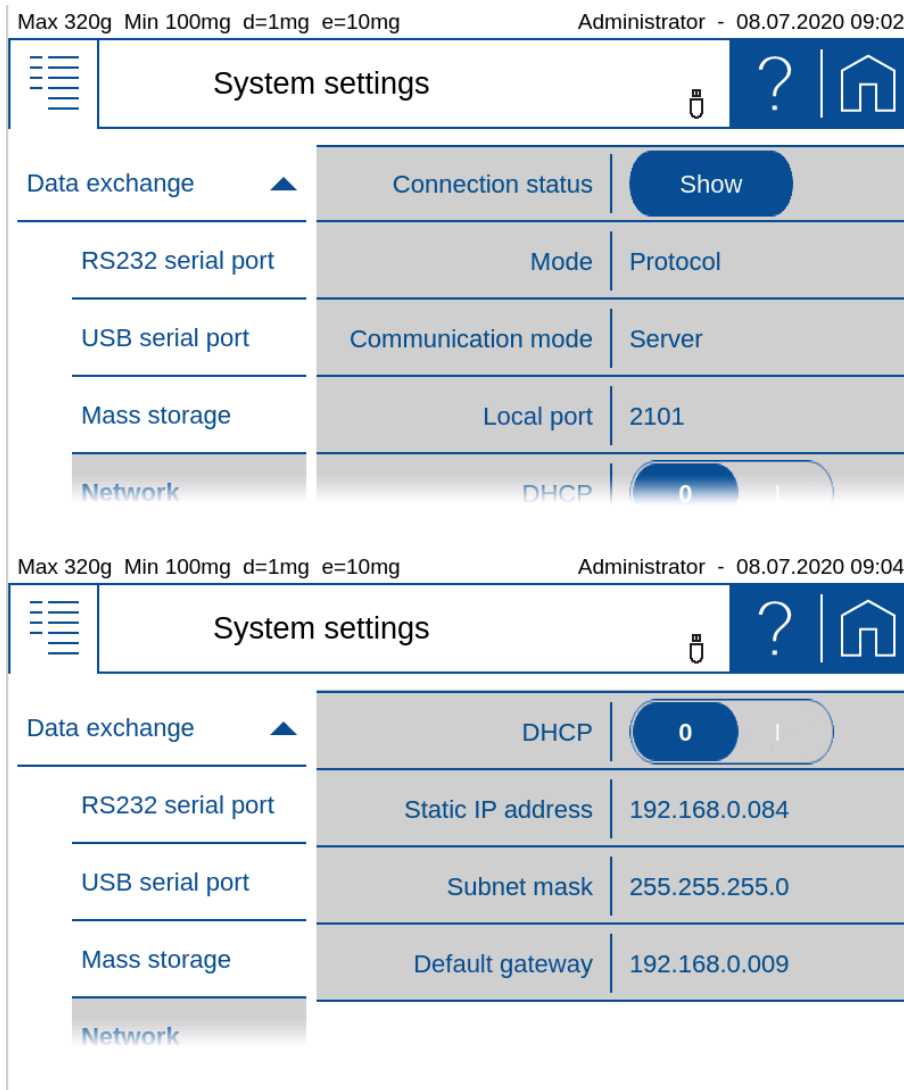 Max 320g Min 100mg d=1mg e=10mg Administrator - 08.07.2020 09:02
System settings ?
Data exchange Connection status Show
RS232 serial port Mode Protocol
USB serial port Communication mode Server
Mass storage Local port 2101
Network DHCP 0 I
Max 320g Min 100mg d=1mg e=10mg Administrator - 08.07.2020 09:04
System settings ?
Data exchange DHCP 0 I
RS232 serial port Static IP address 192.168.0.084
USB serial port Subnet mask 255.255.255.0
Mass storage Default gateway 192.168.0.009
Network